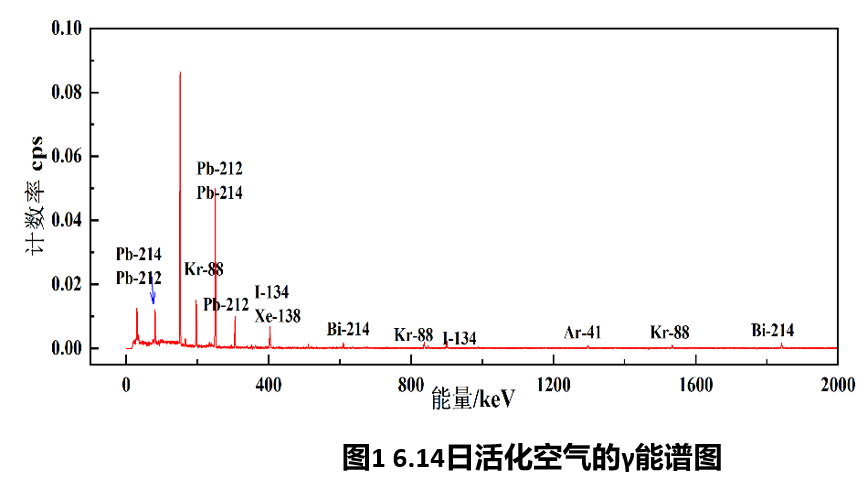 0.10
0.08
0.06
0.04
0.02
0.00
计数率 cps
Pb-214
Pb-212
Kr-88
Pb-212
Pb-214
Pb-212
I-134
Xe-138
Bi-214
Kr-88
I-134
Ar-41
Kr-88
Bi-214
0
400
800
1200
1600
2000
能量/keV
图1 6.14日活化空气的γ能谱图